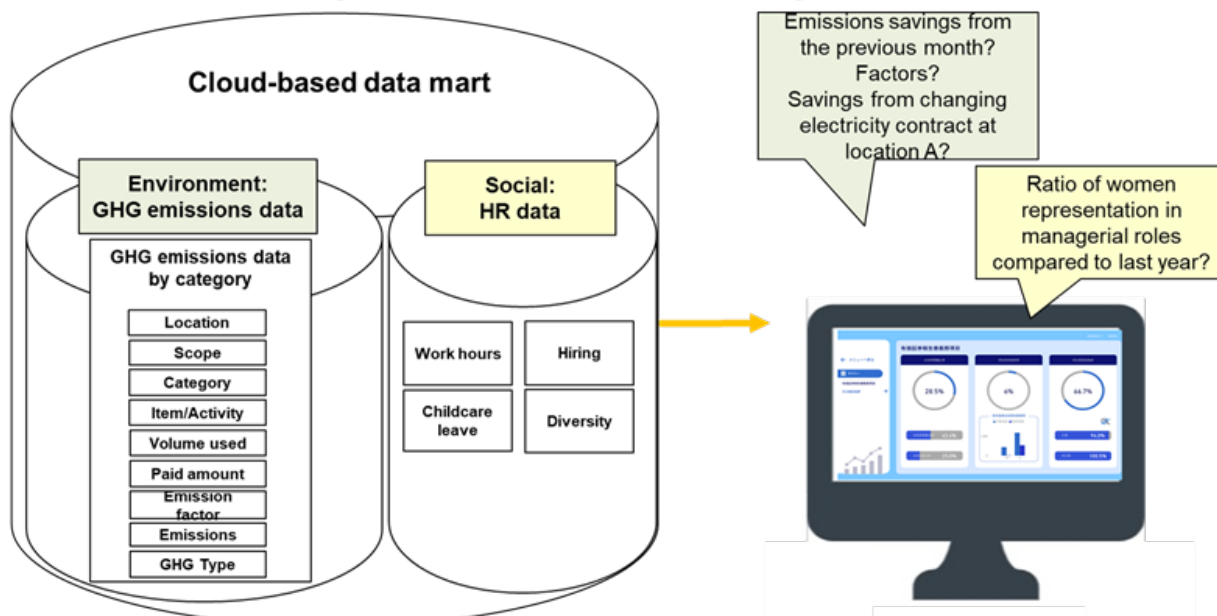 Cloud-based data mart
Environment:
GHG emissions data
GHG emissions data
by category
Location
Scope
Category
Item/Activity
Volume used
Paid amount
Emission
factor
Emissions
GHG Type
Social:
HR data
Work hours
Hiring
Childcare
leave
Diversity
Emissions savings from
the previous month?
Factors?
Savings from changing
electricity contract at
location A?
Ratio of women
representation in
managerial roles
compared to last year?
28.5%
6%
66.7%